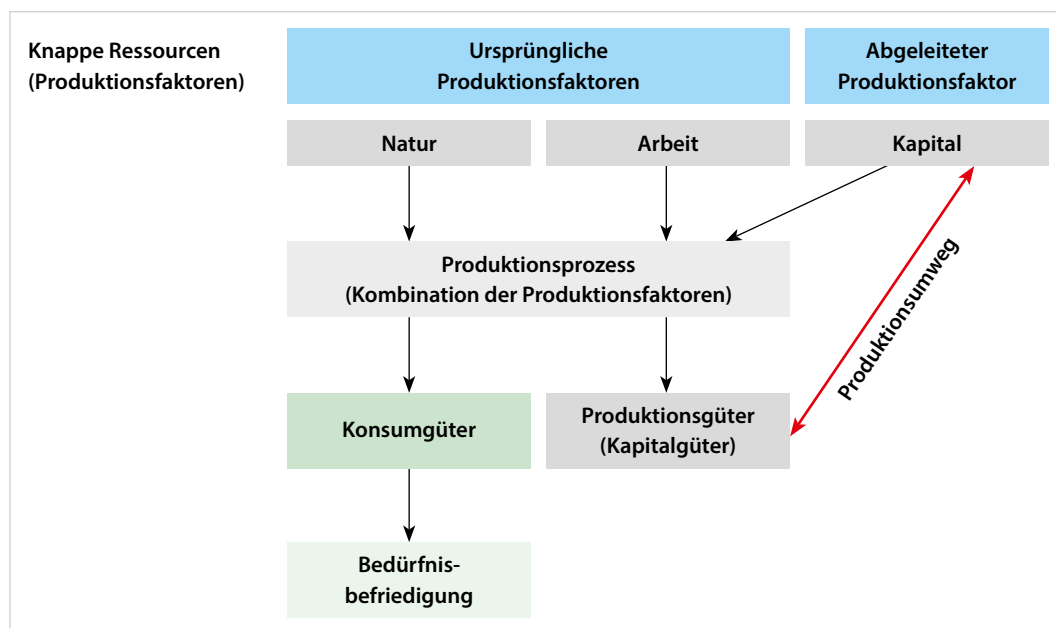 Knappe Ressourcen
(Produktionsfaktoren)
Ursprüngliche
Produktionsfaktoren
Abgeleiteter
Produktionsfaktor
Natur
Arbeit
Kapital
Produktionsprozess
(Kombination der Produktionsfaktoren)
Produktionsumweg
Konsumgüter
Produktionsgüter
(Kapitalgüter)
Bedürfnis-
befriedigung